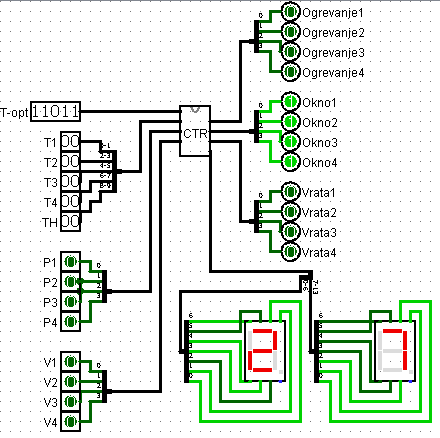 Ogrevanje1
Ogrevanje2
Ogrevanje3
Ogrevanje4
T-opt 11011
CTR
Okno1
Okno2
Okno3
Okno4
T1 00
T2 00
T3 00
T4 00
TH 00
Vrata1
Vrata2
Vrata3
Vrata4
P1
P2
P3
P4
V1
V2
V3
V4